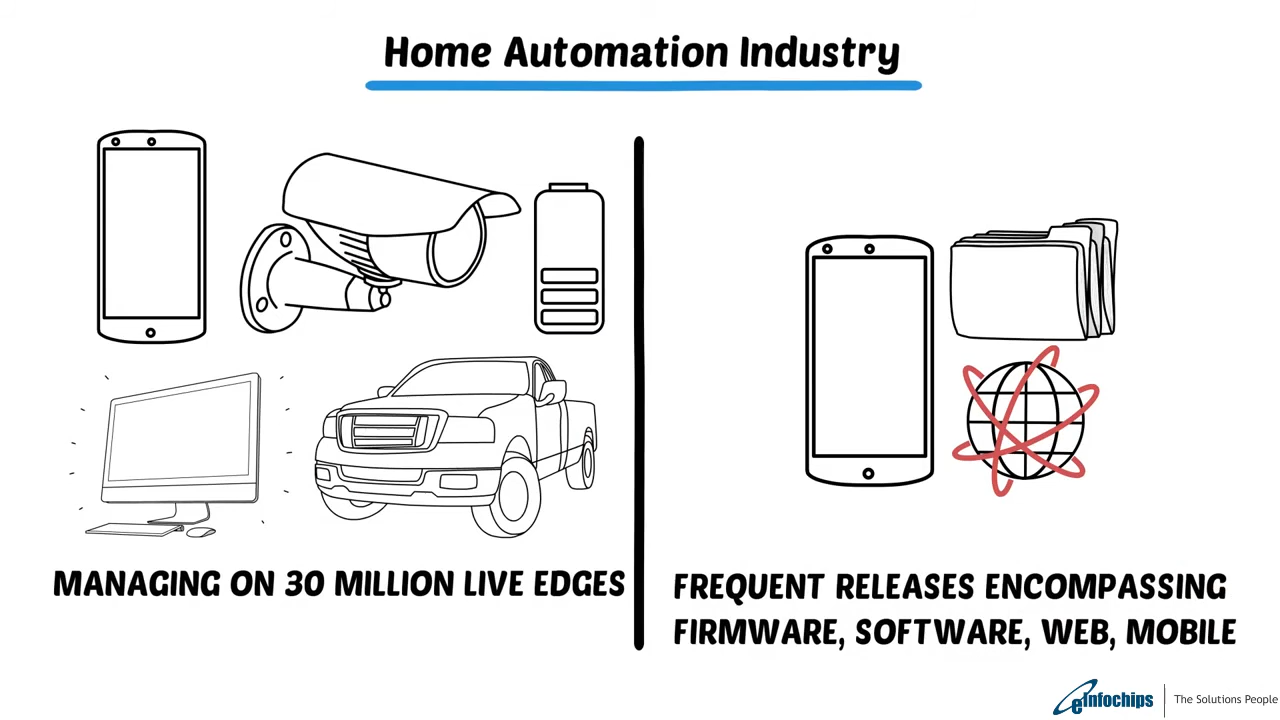 Home Automation Industry
MANAGING ON 30 MILLION LIVE EDGES
FREQUENT RELEASES ENCOMPASSING
FIRMWARE, SOFTWARE, WEB, MOBILE
eInfochips
The Solutions People